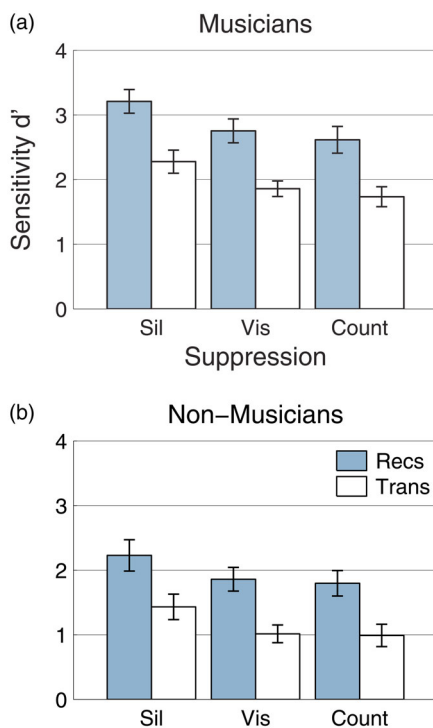 (a)
Musicians
Sensitivity d'
4
3
2
1
0
Sil Vis Count
Suppression
(b)
Non-Musicians
4
3
2
1
0
Recs
Trans
Sil Vis Count